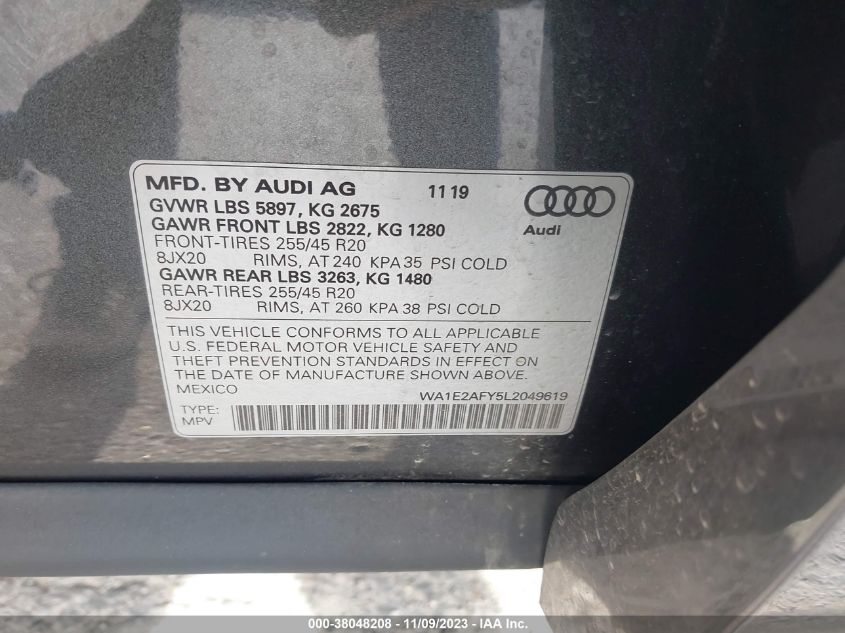 MFD. BY AUDI AG 11 19
GVWR LBS 5897, KG 2675
GAWR FRONT LBS 2822, KG 1280
Audi
FRONT-TIRES 255/45 R20
8JX20 RIMS, AT 240 KPA 35 PSI COLD
GAWR REAR LBS 3263, KG 1480
REAR-TIRES 255/45 R20
8JX20 RIMS, AT 260 KPA 38 PSI COLD
THIS VEHICLE CONFORMS TO ALL APPLICABLE
U.S. FEDERAL MOTOR VEHICLE SAFETY AND
THEFT PREVENTION STANDARDS IN EFFECT ON
THE DATE OF MANUFACTURE SHOWN ABOVE.
MEXICO WA1E2AFY5L2049619
TYPE:
MPV
000-38048208 - 11/09/2023 - IAA Inc.